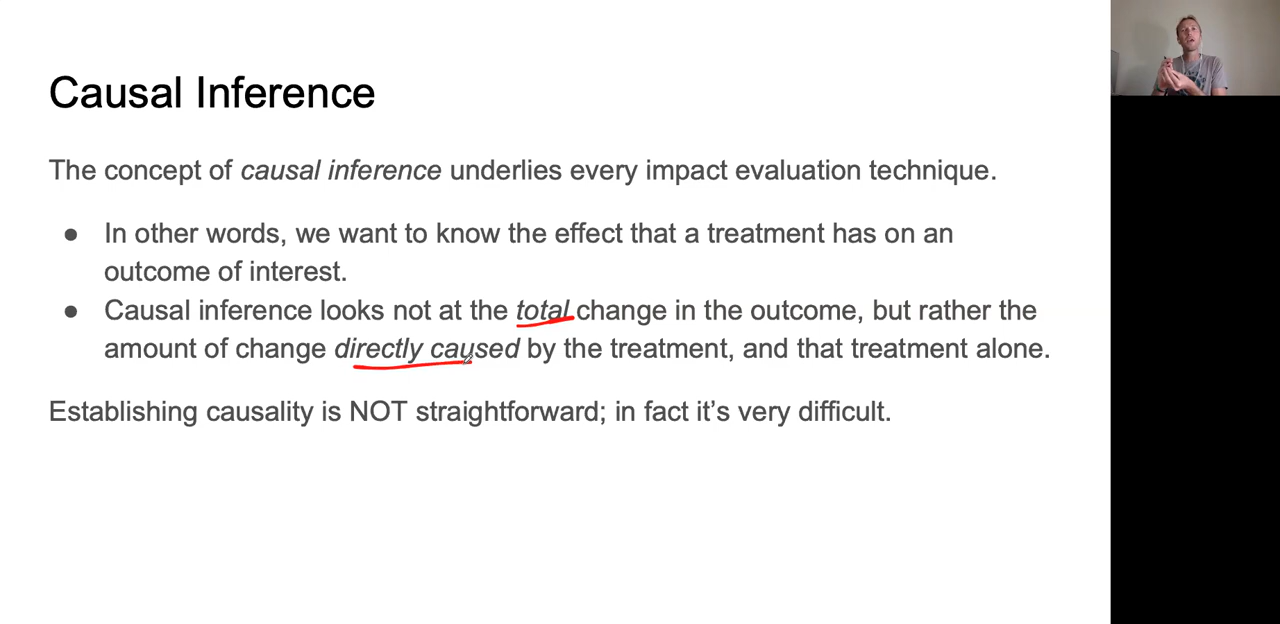 Causal Inference
The concept of causal inference underlies every impact evaluation technique.
● In other words, we want to know the effect that a treatment has on an
outcome of interest.
● Causal inference looks not at the total change in the outcome, but rather the
amount of change directly caused by the treatment, and that treatment alone.
Establishing causality is NOT straightforward; in fact it’s very difficult.